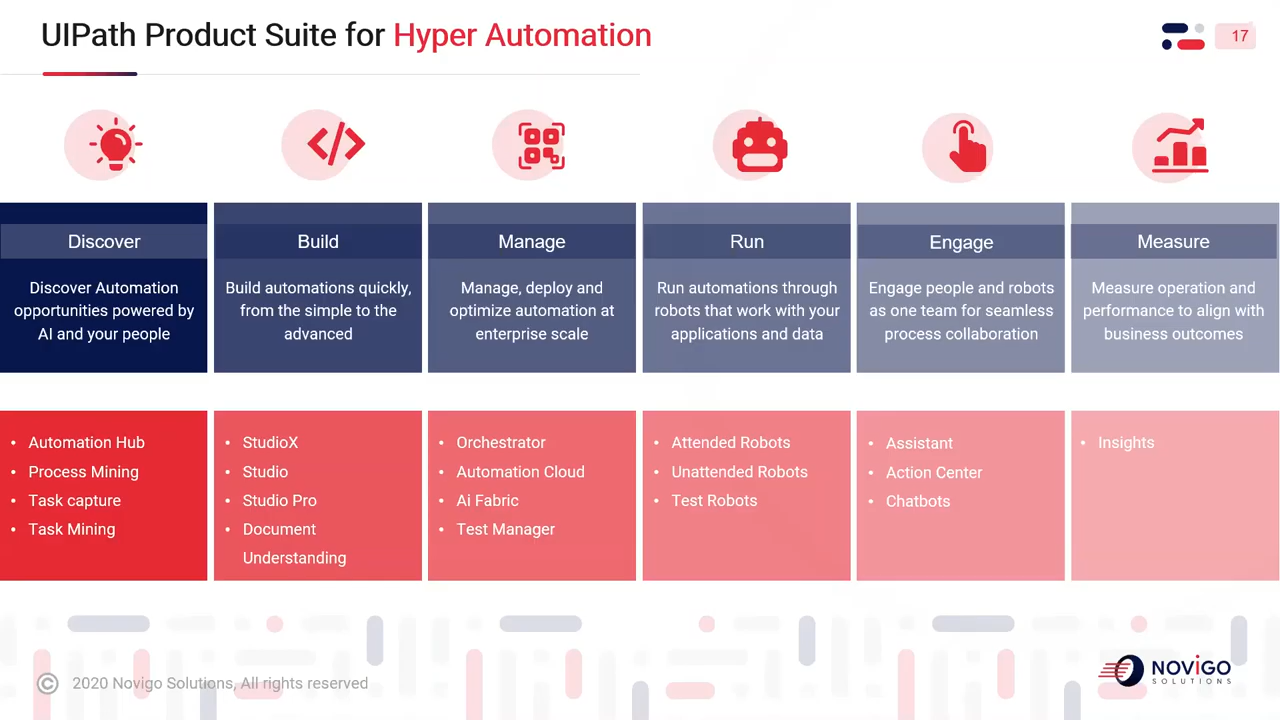 UIPath Product Suite for Hyper Automation
17
Discover
Discover Automation
opportunities powered by
AI and your people
Build
Build automations quickly,
from the simple to the
advanced
Manage
Manage, deploy and
optimize automation at
enterprise scale
Run
Run automations through
robots that work with your
applications and data
Engage
Engage people and robots
as one team for seamless
process collaboration
Measure
Measure operation and
performance to align with
business outcomes
• Automation Hub
• Process Mining
• Task capture
• Task Mining
• StudioX
• Studio
• Studio Pro
• Document
Understanding
• Orchestrator
• Automation Cloud
• Ai Fabric
• Test Manager
• Attended Robots
• Unattended Robots
• Test Robots
• Assistant
• Action Center
• Chatbots
• Insights
© 2020 Novigo Solutions, All rights reserved
NOViGO
SOLUTIONS